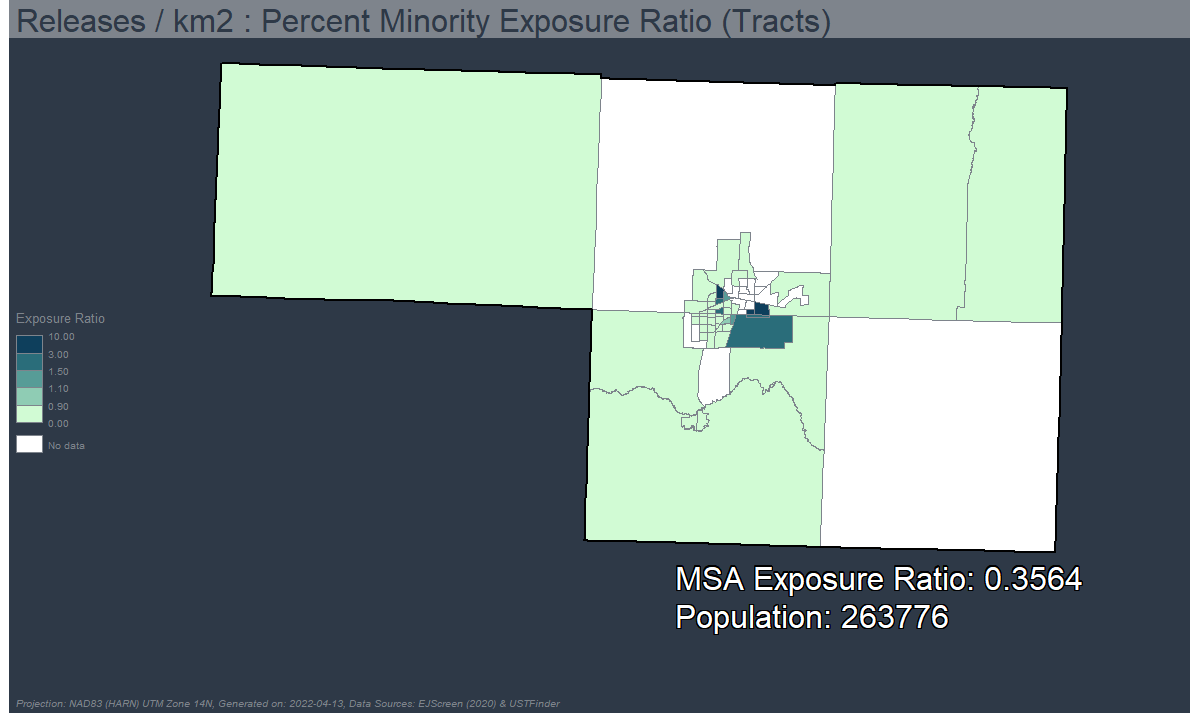 Releases / km2 : Percent Minority Exposure Ratio (Tracts)
Exposure Ratio
10.00
3.00
1.50
1.10
0.90
0.00
No data
MSA Exposure Ratio: 0.3564
Population: 263776
Projection: NAD83 (HARN) UTM Zone 14N, Generated on: 2022-04-13, Data Sources: EJScreen (2020) & USTFinder